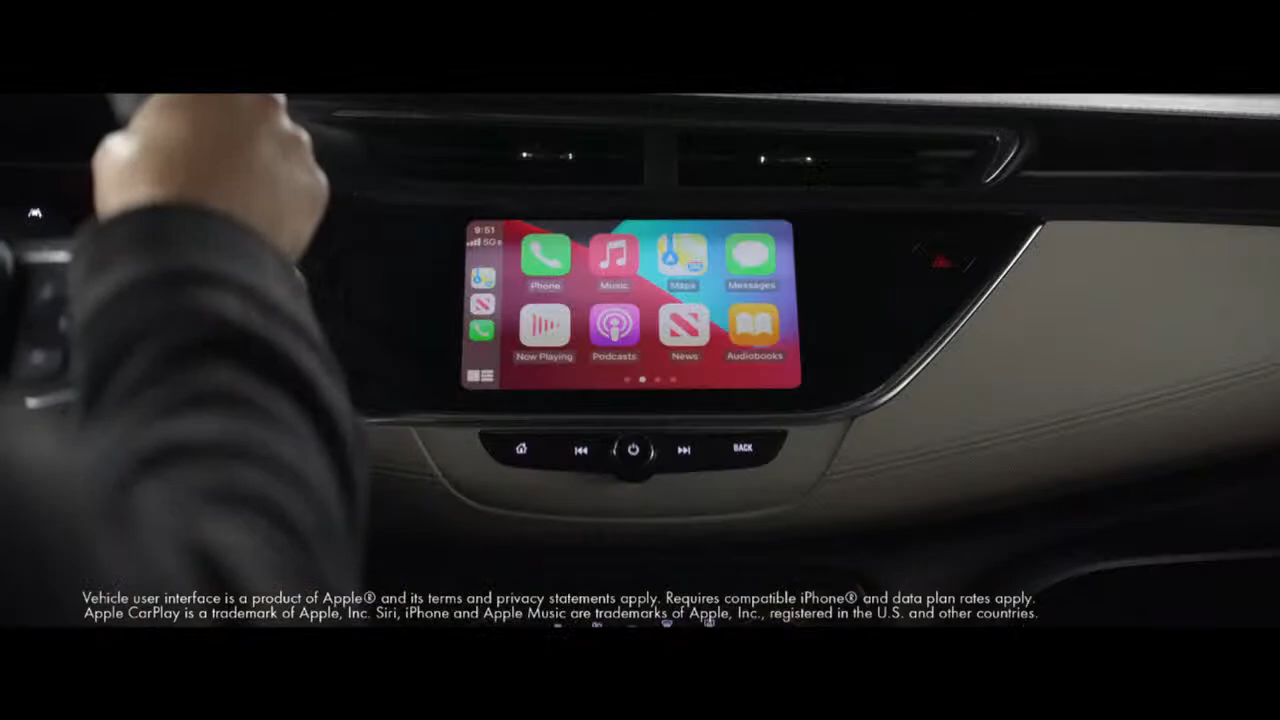 9:51
5G
Phone
Music
Maps
Messages
Now Playing
Podcasts
News
Audiobooks
BACK
Vehicle user interface is a product of Apple® and its terms and privacy statements apply. Requires compatible iPhone® and data plan rates apply.
Apple CarPlay is a trademark of Apple, Inc. Siri, iPhone and Apple Music are trademarks of Apple, Inc., registered in the U.S. and other countries.